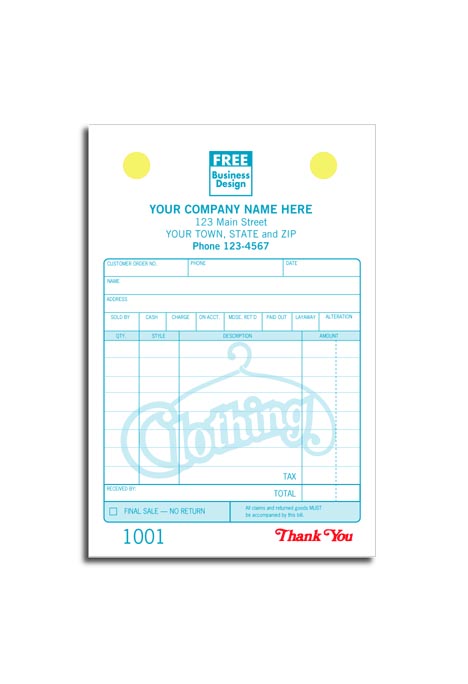 FREE
Business
Design
YOUR COMPANY NAME HERE
123 Main Street
YOUR TOWN, STATE and ZIP
Phone 123-4567
CUSTOMER ORDER NO. PHONE DATE
NAME
ADDRESS
SOLD BY CASH CHARGE ON ACCT. MDSE. RET'D PAID OUT LAYAWAY ALTERATION
QTY. STYLE DESCRIPTION AMOUNT
Clothing
TAX
RECEIVED BY: TOTAL
FINAL SALE — NO RETURN
All claims and returned goods MUST
be accompanied by this bill.
1001 Thank You